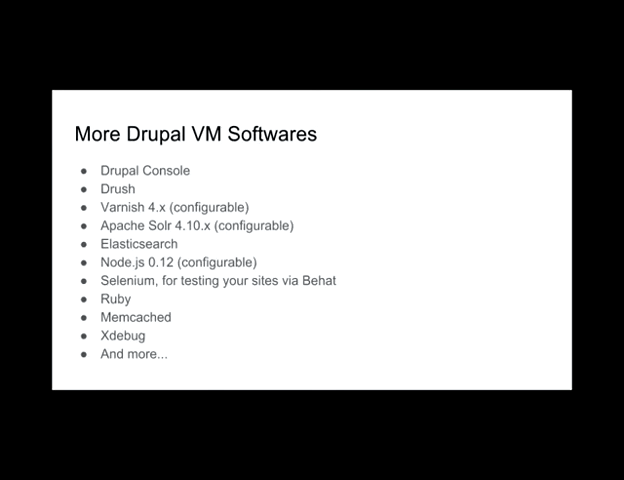 More Drupal VM Softwares
● Drupal Console
● Drush
● Varnish 4.x (configurable)
● Apache Solr 4.10.x (configurable)
● Elasticsearch
● Node.js 0.12 (configurable)
● Selenium, for testing your sites via Behat
● Ruby
● Memcached
● Xdebug
● And more...